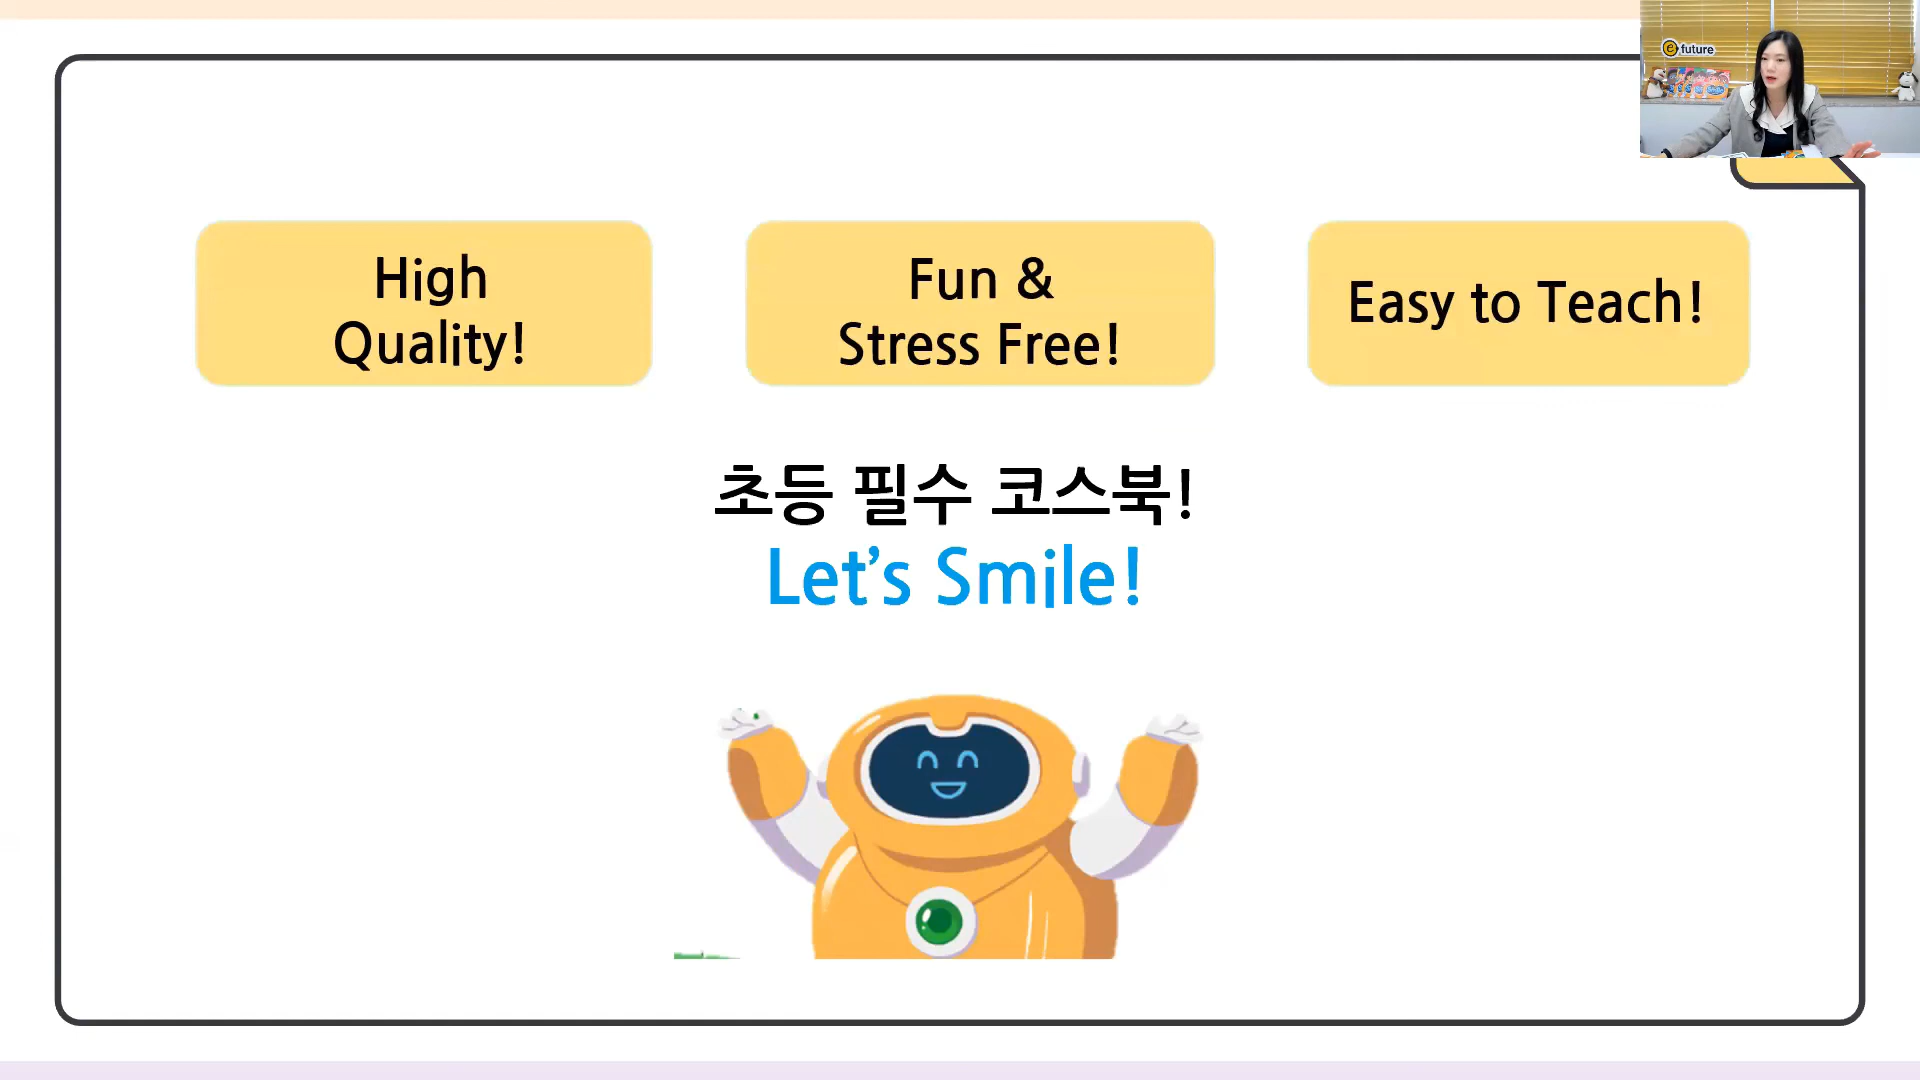 e future
High
Quality!
Fun &
Stress Free!
Easy to Teach!
초등 필수 코스북!
Let's Smile!